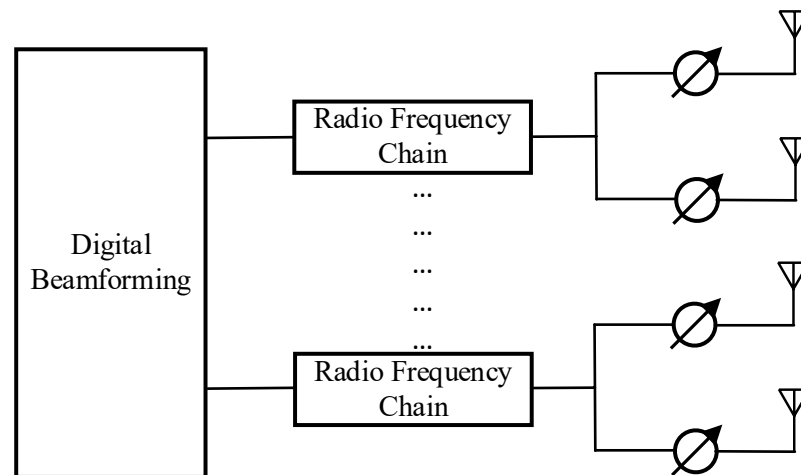 Radio Frequency
Chain
...
...
Digital
Beamforming
...
...
...
Radio Frequency
Chain